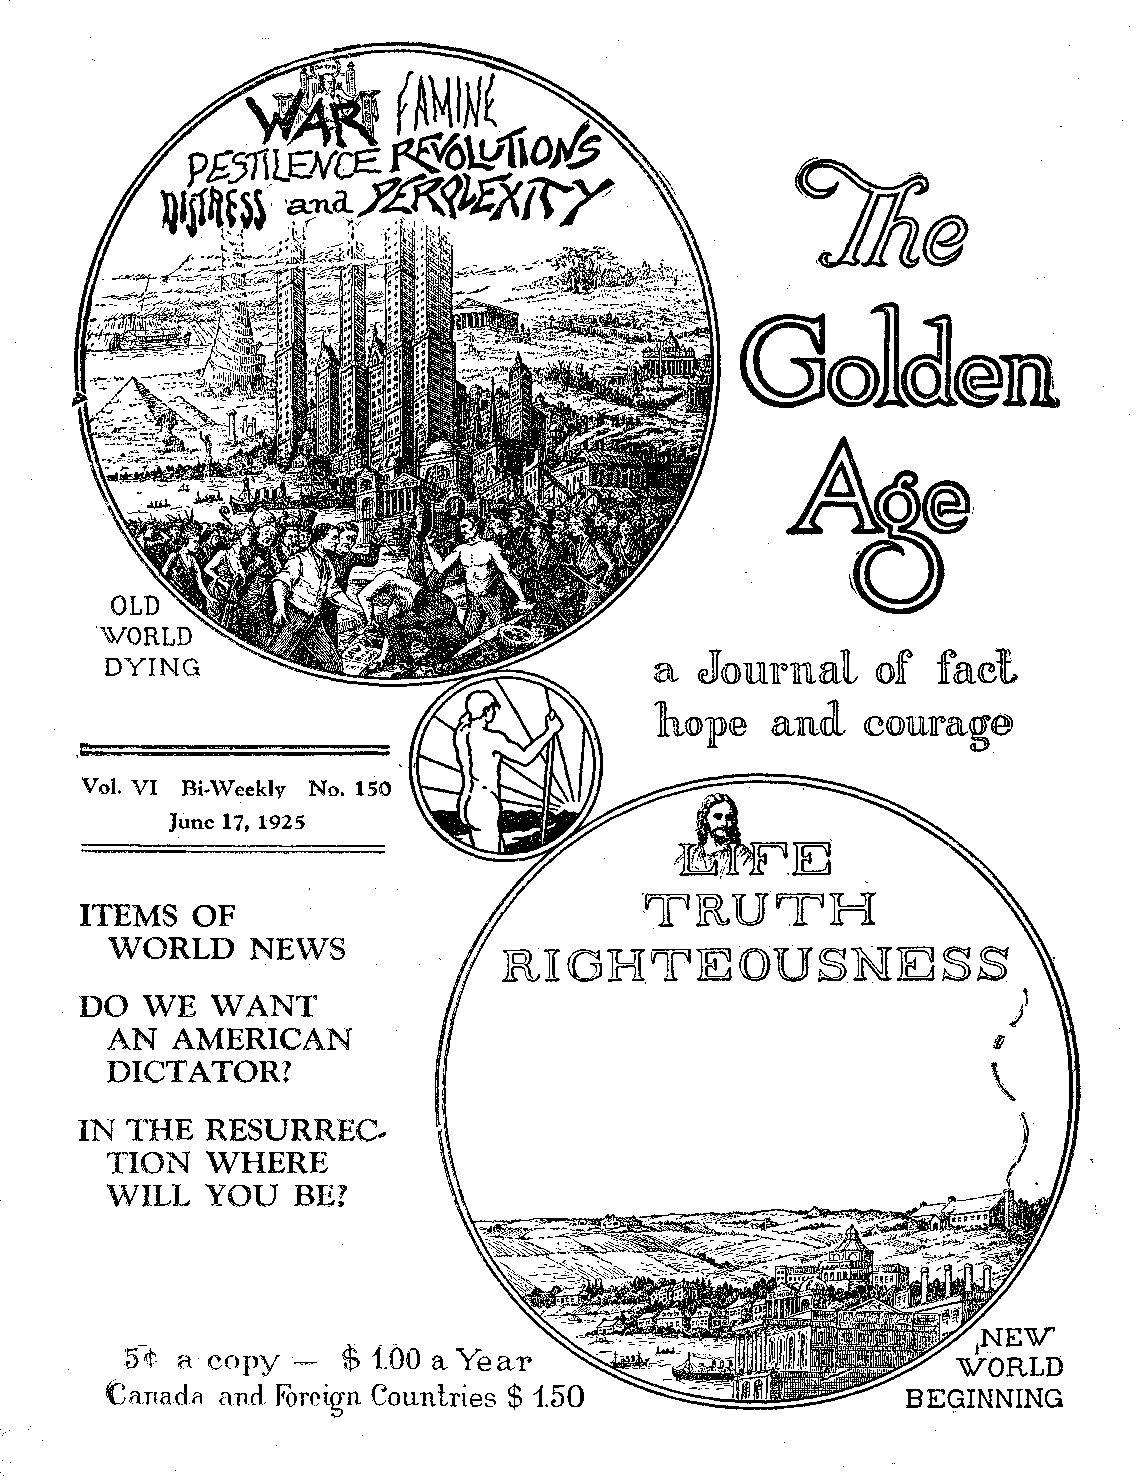 WAR FAMINE
PESTILENCE REVOLUTIONS
DISTRESS and PERPLEXITY
The
Golden
Age
OLD
WORLD
DYING
a Journal of fact
hope and courage
Vol. VI Bi-Weekly No. 150
June 17, 1925
ITEMS OF
WORLD NEWS
DO WE WANT
AN AMERICAN
DICTATOR?
IN THE RESURREC-
TION WHERE
WILL YOU BE?
LIFE
TRUTH
RIGHTEOUSNESS
5¢ a copy — $ 1.00 a Year
Canada and Foreign Countries $ 1.50
NEW
WORLD
BEGINNING